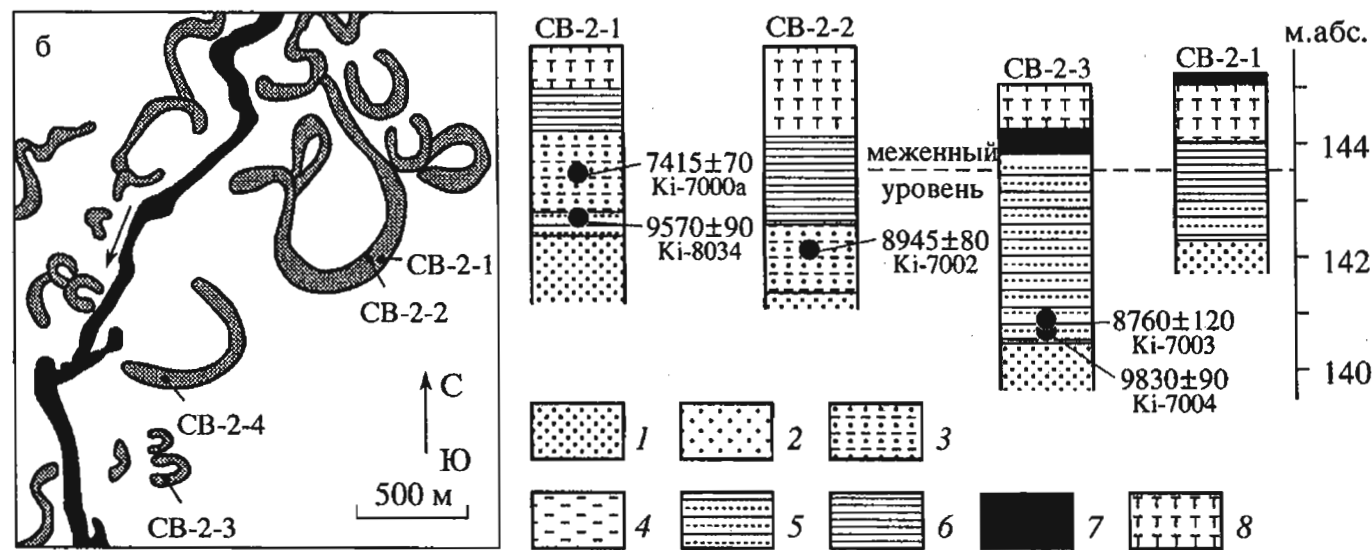 б
СВ-2-1
СВ-2-2
СВ-2-4
СВ-2-3
С
Ю
500 м
СВ-2-1
СВ-2-2
СВ-2-3
СВ-2-1
м.абс.
7415±70
Ki-7000a
9570±90
Ki-8034
8945±80
Ki-7002
меженный
уровень
8760±120
Ki-7003
9830±90
Ki-7004
144
142
140
1
2
3
4
5
6
7
8